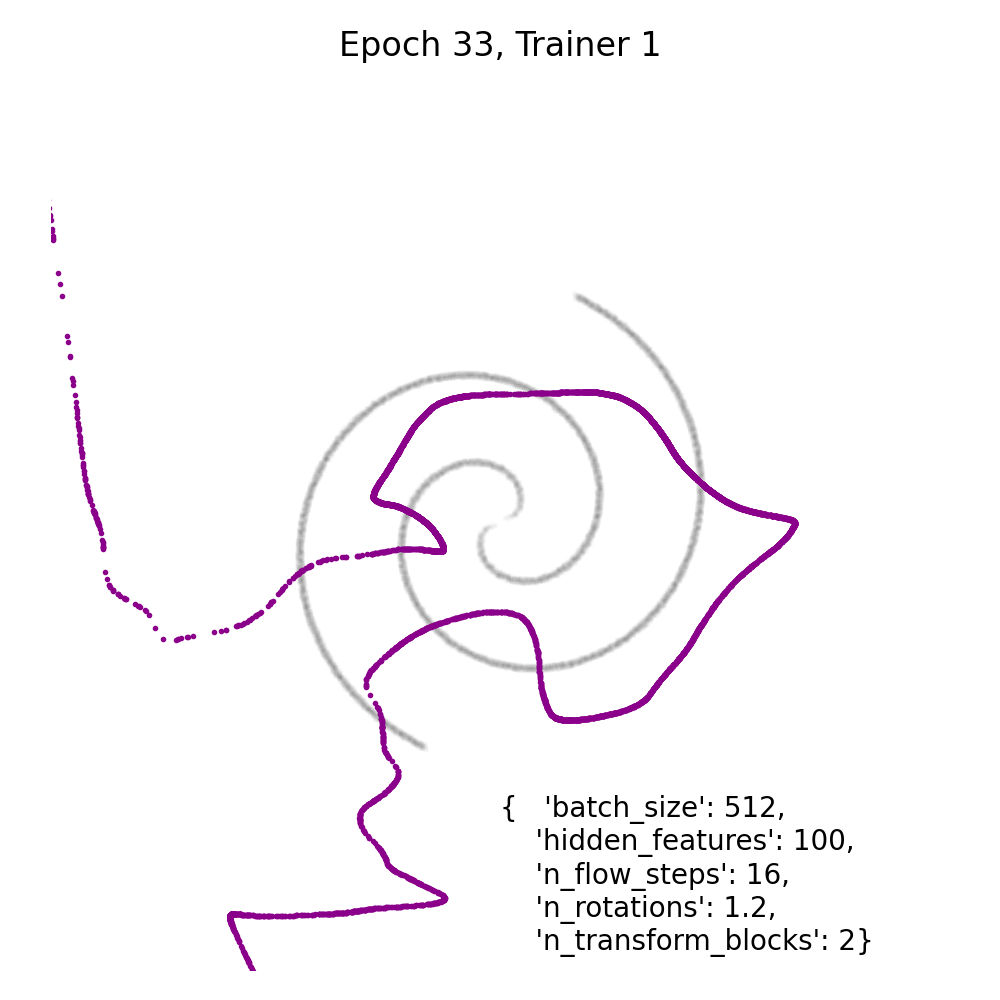 Epoch 33, Trainer 1
{   'batch_size': 512,
'hidden_features': 100,
'n_flow_steps': 16,
'n_rotations': 1.2,
'n_transform_blocks': 2}